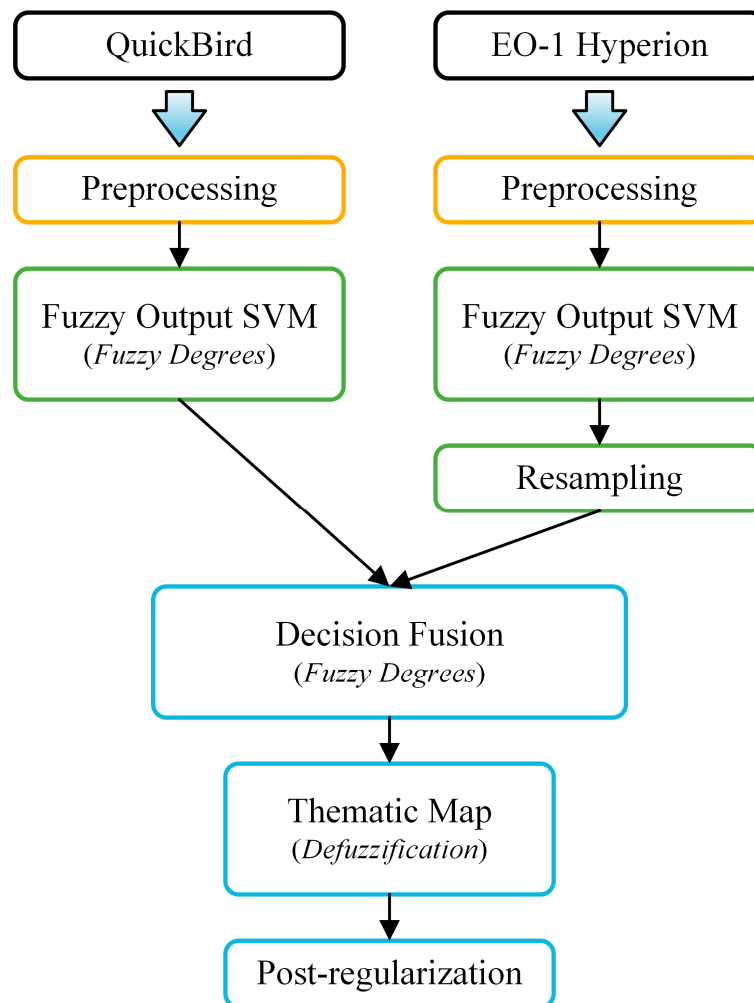 QuickBird
EO-1 Hyperion
Preprocessing
Preprocessing
Fuzzy Output SVM
(Fuzzy Degrees)
Fuzzy Output SVM
(Fuzzy Degrees)
Resampling
Decision Fusion
(Fuzzy Degrees)
Thematic Map
(Defuzzification)
Post-regularization